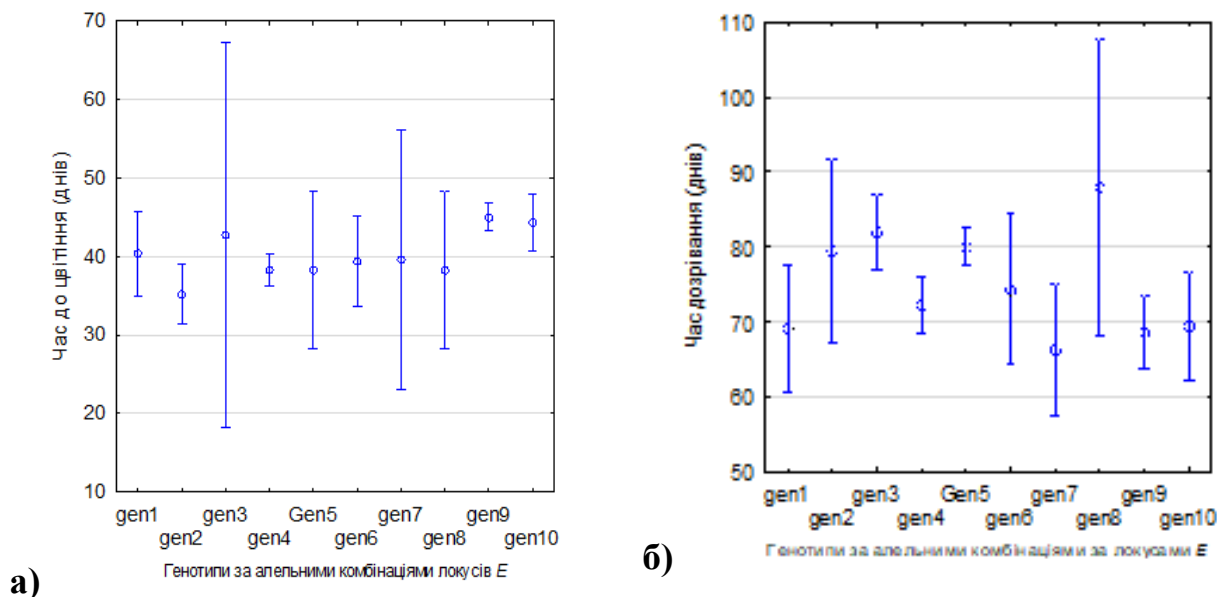 70
60
50
40
30
20
10
Час до цвітіння (днів)
gen1 gen3 Gen5 gen7 gen9
gen2 gen4 gen6 gen8 gen10
Генотипи за алельними комбінаціями локусів E
а)
110
100
90
80
70
60
50
Час дозрівання (днів)
gen1 gen3 Gen5 gen7 gen9
gen2 gen4 gen6 gen8 gen10
Генотипи за алельними комбінаціями за локусами E
б)